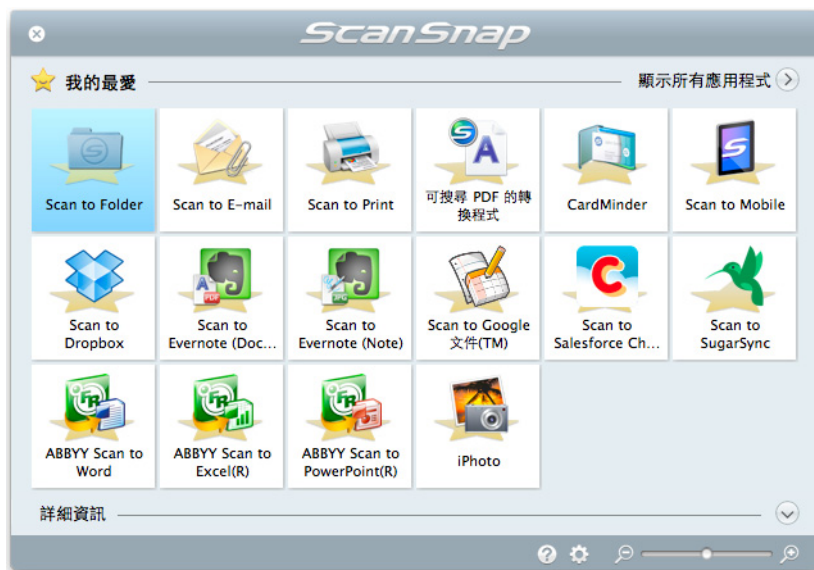 ScanSnap
我的最愛
顯示所有應用程式
Scan to Folder
Scan to E-mail
Scan to Print
可搜尋 PDF 的轉
換程式
CardMinder
Scan to Mobile
Scan to
Dropbox
Scan to
Evernote (Doc...
Scan to
Evernote (Note)
Scan to Google
文件(TM)
Scan to
Salesforce Ch...
Scan to
SugarSync
ABBYY Scan to
Word
ABBYY Scan to
Excel(R)
ABBYY Scan to
PowerPoint(R)
iPhoto
詳細資訊